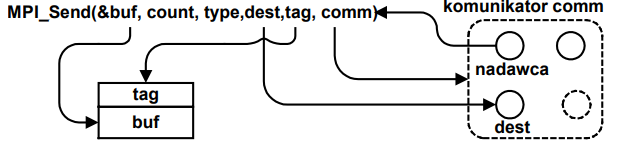 MPI_Send(&buf, count, type,dest,tag, comm)
komunikator comm
nadawca
tag
buf
dest